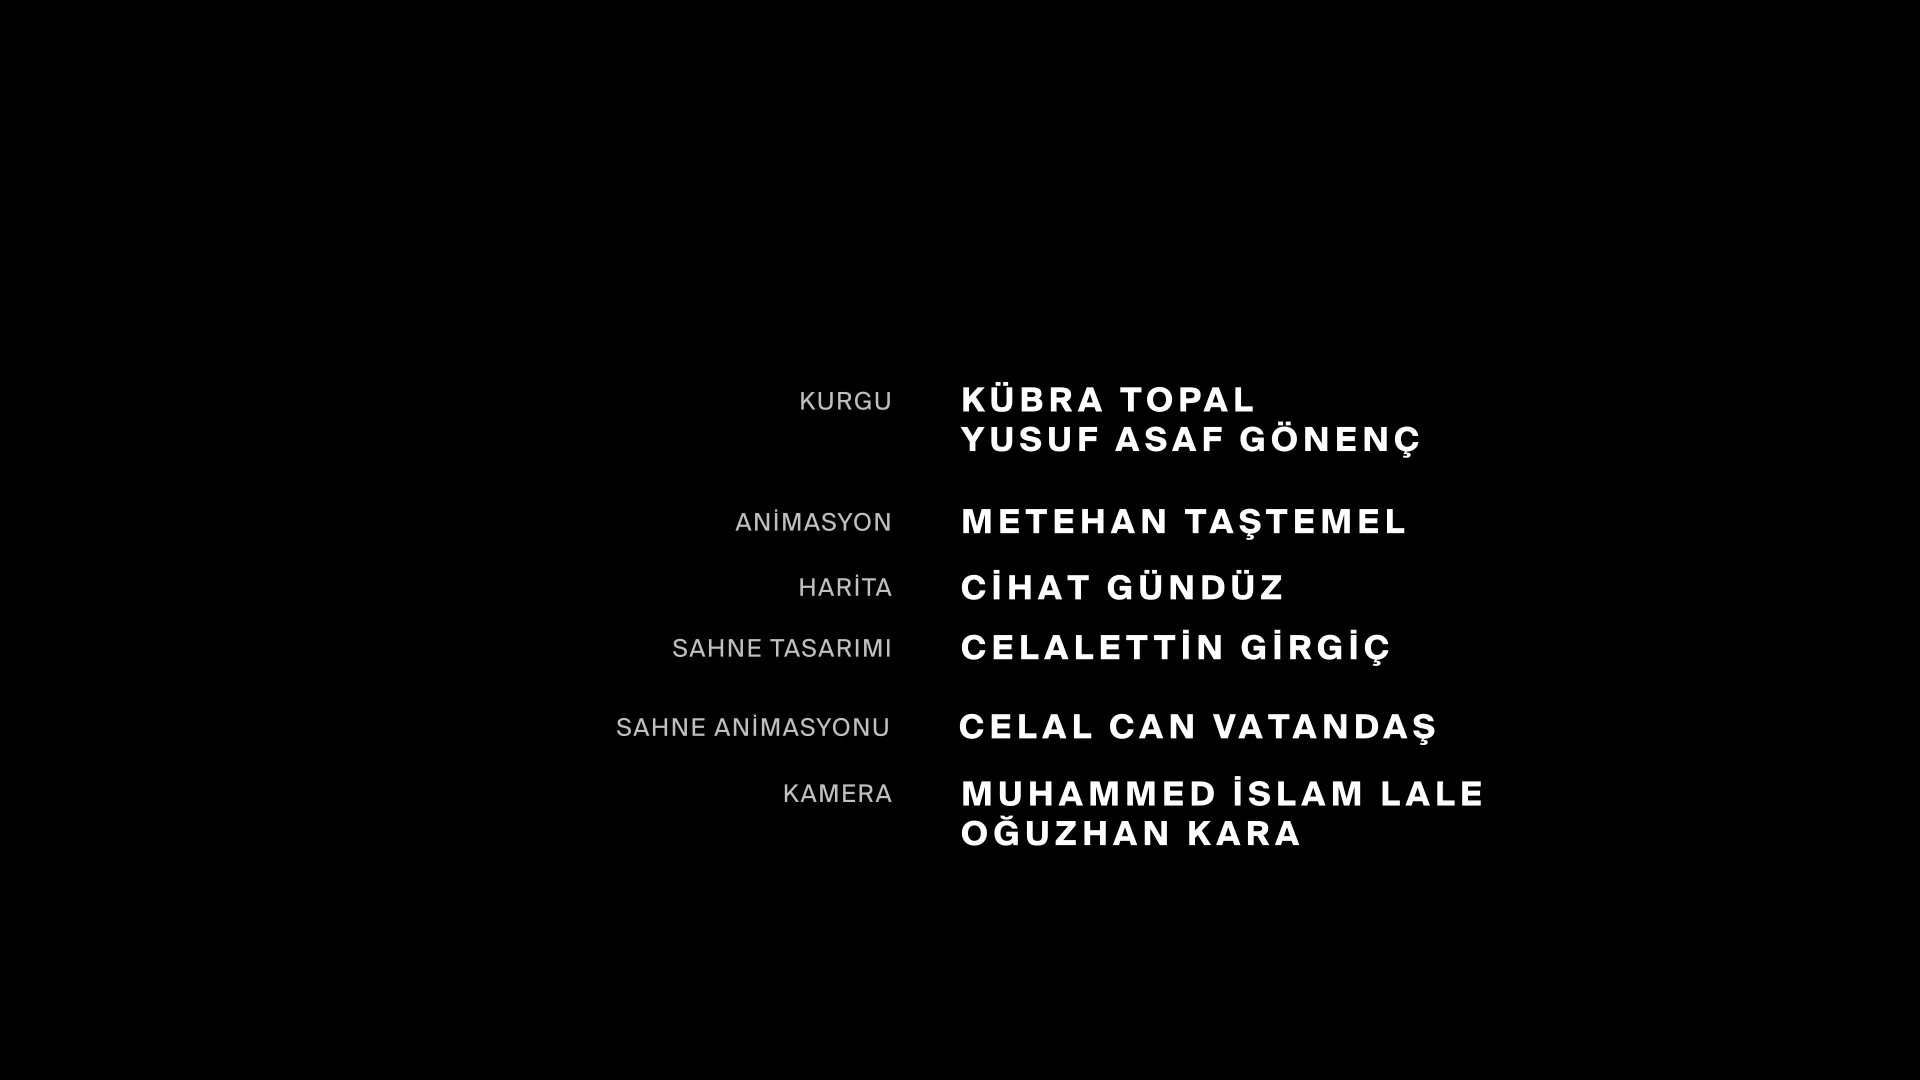 KURGU KÜBRA TOPAL
YUSUF ASAF GÖNENÇ
ANİMASYON METEHAN TAŞTEMEL
HARİTA CİHAT GÜNDÜZ
SAHNE TASARIMI CELALETTİN GİRGİÇ
SAHNE ANİMASYONU CELAL CAN VATANDAŞ
KAMERA MUHAMMED İSLAM LALE
OĞUZHAN KARA